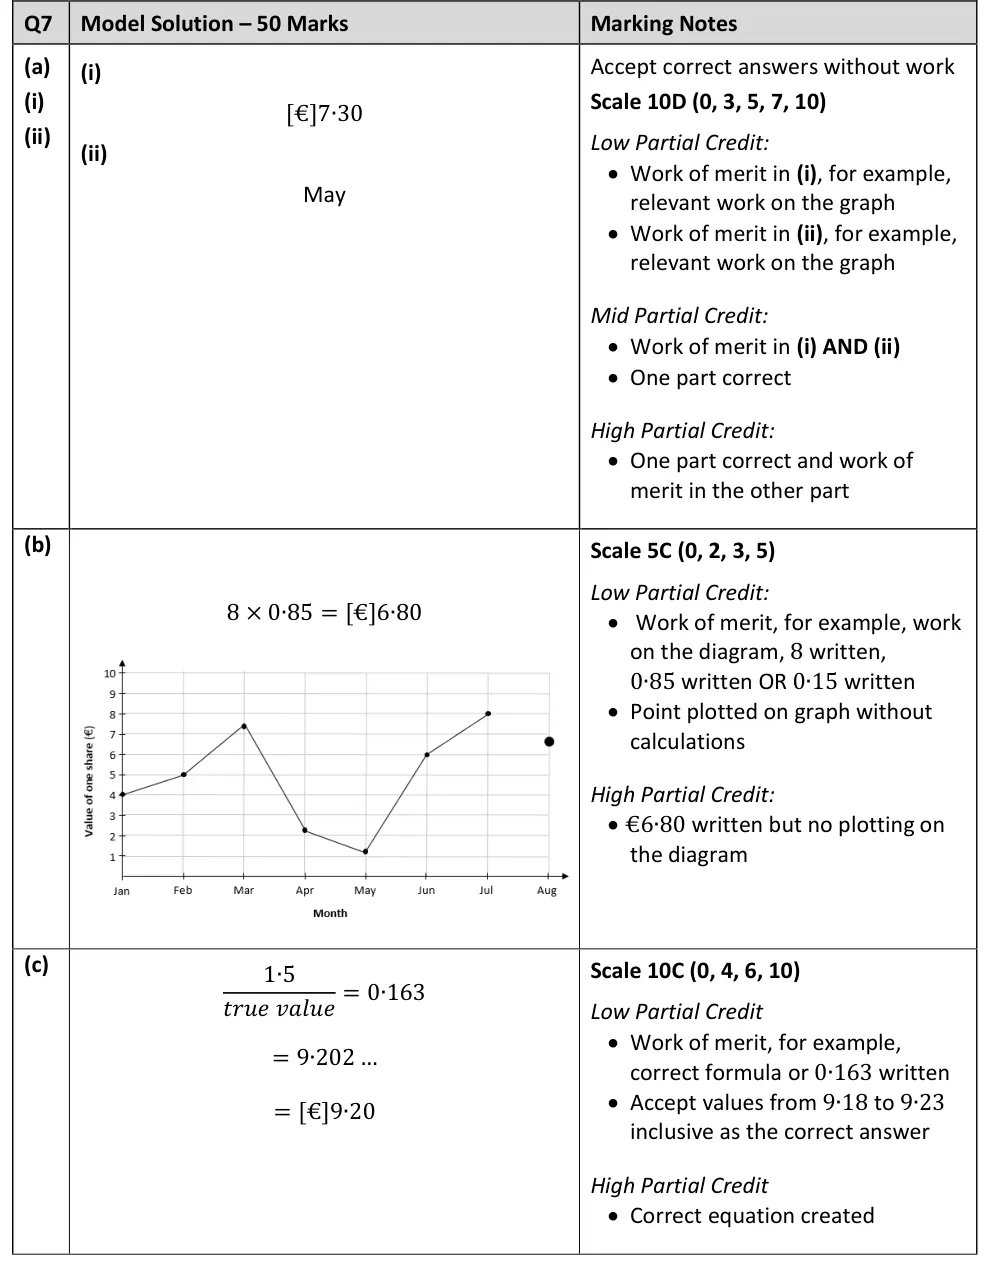 Q7 Model Solution – 50 Marks Marking Notes
(a)
(i)
(ii)
(i)
[€]7·30
(ii)
May
Accept correct answers without work
Scale 10D (0, 3, 5, 7, 10)
Low Partial Credit:
• Work of merit in (i), for example,
relevant work on the graph
• Work of merit in (ii), for example,
relevant work on the graph
Mid Partial Credit:
• Work of merit in (i) AND (ii)
• One part correct
High Partial Credit:
• One part correct and work of
merit in the other part
(b)
8 × 0·85 = [€]6·80
Value of one share (€)
10
9
8
7
6
5
4
3
2
1
Jan Feb Mar Apr May Jun Jul Aug
Month
Scale 5C (0, 2, 3, 5)
Low Partial Credit:
• Work of merit, for example, work
on the diagram, 8 written,
0·85 written OR 0·15 written
• Point plotted on graph without
calculations
High Partial Credit:
• €6·80 written but no plotting on
the diagram
(c)
1·5
true value = 0·163
= 9·202 …
= [€]9·20
Scale 10C (0, 4, 6, 10)
Low Partial Credit
• Work of merit, for example,
correct formula or 0·163 written
• Accept values from 9·18 to 9·23
inclusive as the correct answer
High Partial Credit
• Correct equation created